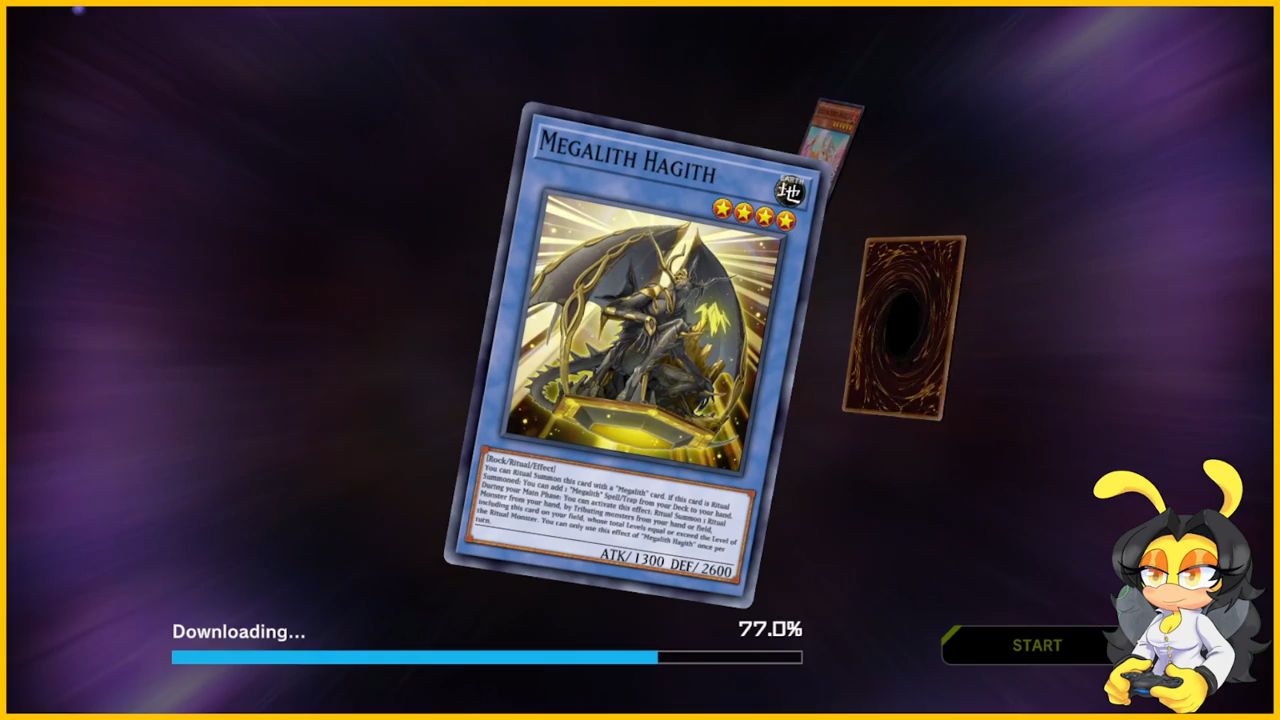 MEGALITH HAGITH
EARTH
地
[Rock/Ritual/Effect]
You can Ritual Summon this card with a "Megalith" card. If this card is Ritual
Summoned: You can add 1 "Megalith" Spell/Trap from your Deck to your hand.
During your Main Phase: You can activate this effect. Ritual Summon 1 Ritual
Monster from your hand, by Tributing monsters from your hand or field,
including this card on your field, whose total Levels equal or exceed the Level of
the Ritual Monster. You can only use this effect of "Megalith Hagith" once per
turn.
ATK/ 1300 DEF/ 2600
Downloading...
77.0%
START